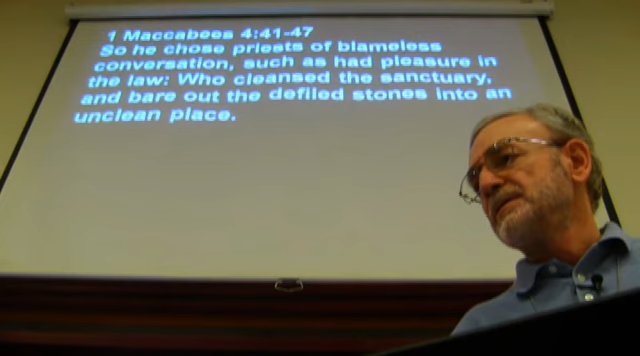 1 Maccabees 4:41-47
So he chose priests of blameless
conversation, such as had pleasure in
the law: Who cleansed the sanctuary,
and bare out the defiled stones into an
unclean place.